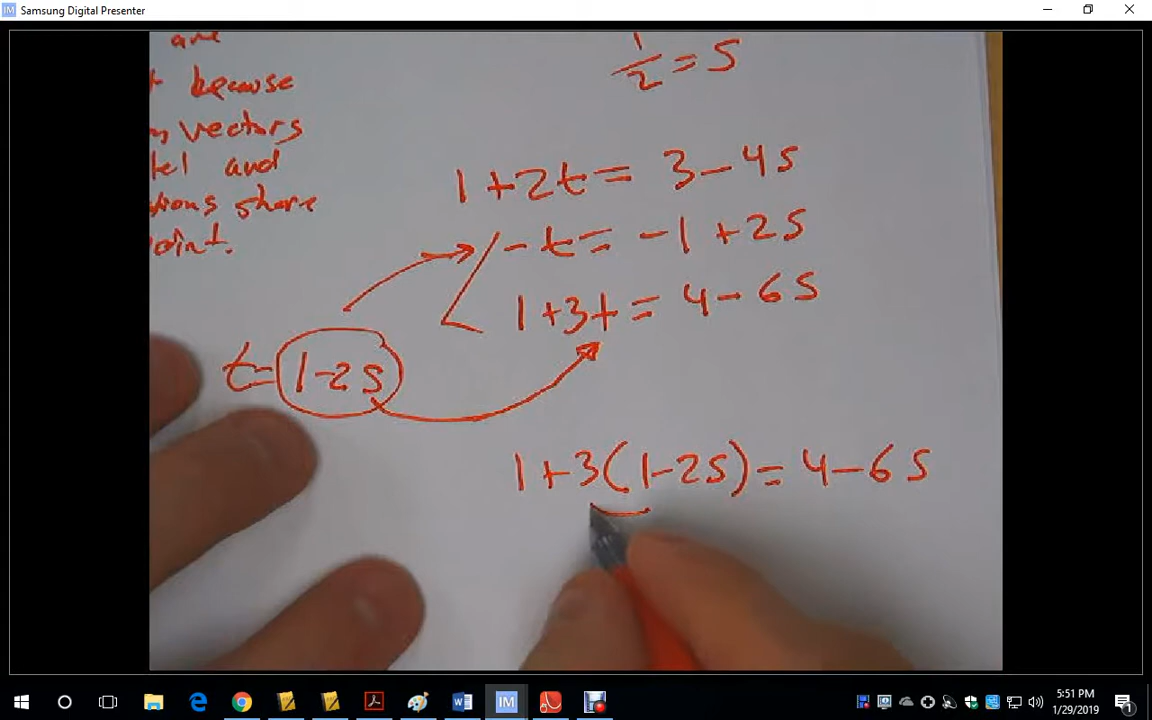 Samsung Digital Presenter
are
because
vectors
and
share
1/2 = s
1 + 2t = 3 - 4s
- t = -1 + 2s
1 + 3t = 4 - 6s
t = 1 - 2s
1 + 3(1 - 2s) = 4 - 6s
5:51 PM
1/29/2019